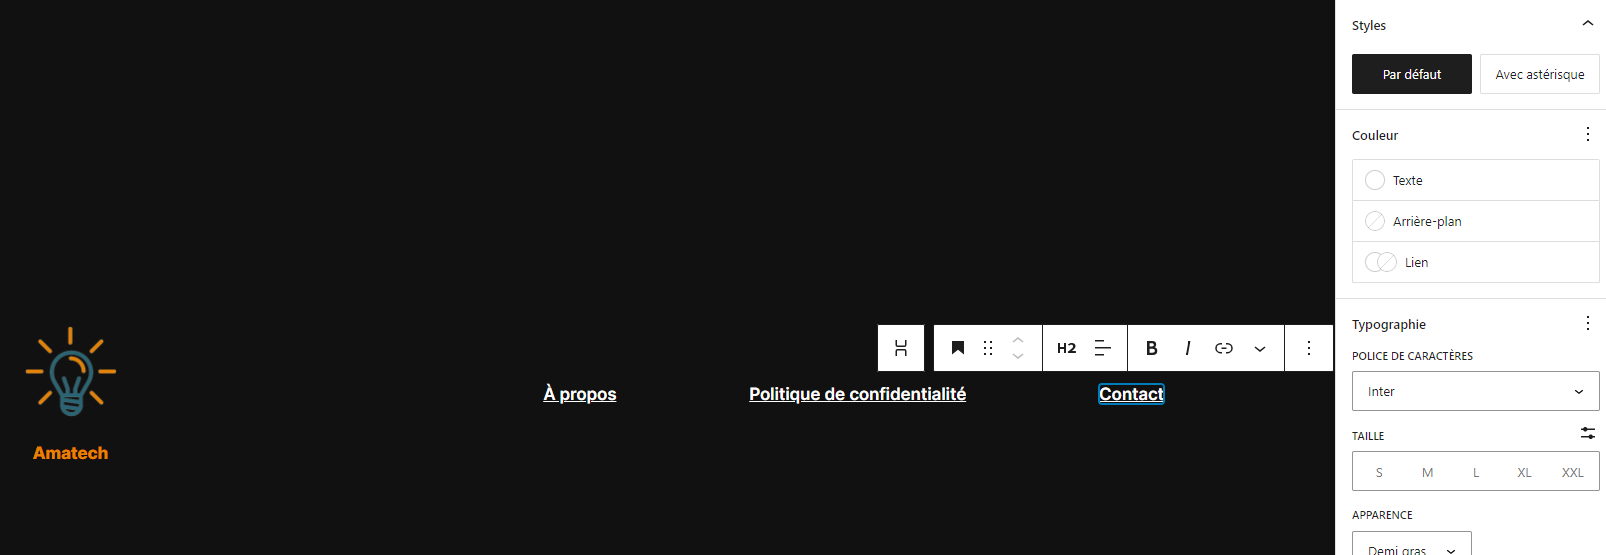 Styles
Par défaut
Avec astérisque
Couleur
Texte
Arrière-plan
Lien
Typographie
POLICE DE CARACTÈRES
Inter
TAILLE
S M L XL XXL
APPARENCE
Demi gras
H2 B I
À propos
Politique de confidentialité
Contact
Amatech